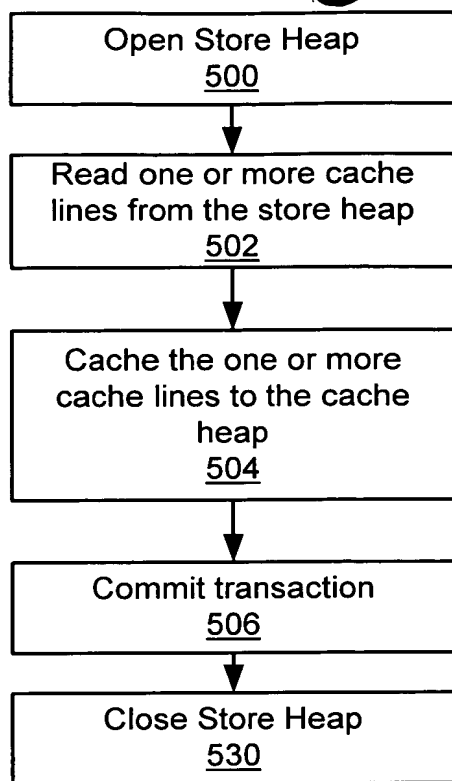 Open Store Heap
500
Read one or more cache
lines from the store heap
502
Cache the one or more
cache lines to the cache
heap
504
Commit transaction
506
Close Store Heap
530